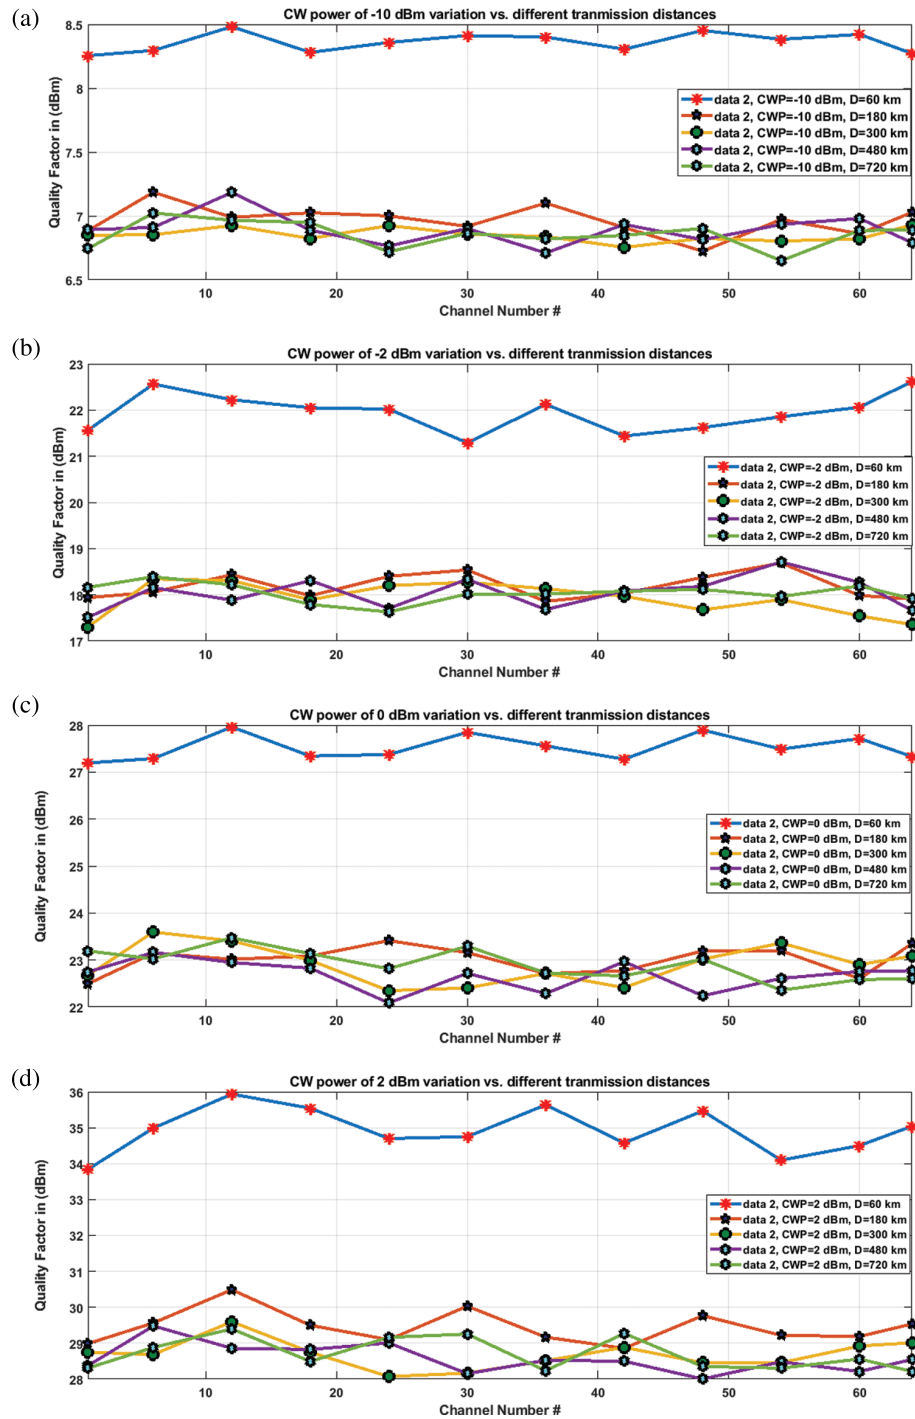 (a)
CW power of -10 dBm variation vs. different tranmission distances
8.5
8
7.5
7
6.5
Quality Factor in (dBm)
data 2, CWP=-10 dBm, D=60 km
data 2, CWP=-10 dBm, D=180 km
data 2, CWP=-10 dBm, D=300 km
data 2, CWP=-10 dBm, D=480 km
data 2, CWP=-10 dBm, D=720 km
10 20 30 40 50 60
Channel Number #
(b)
CW power of -2 dBm variation vs. different tranmission distances
23
22
21
20
19
18
17
Quality Factor in (dBm)
data 2, CWP=-2 dBm, D=60 km
data 2, CWP=-2 dBm, D=180 km
data 2, CWP=-2 dBm, D=300 km
data 2, CWP=-2 dBm, D=480 km
data 2, CWP=-2 dBm, D=720 km
10 20 30 40 50 60
Channel Number #
(c)
CW power of 0 dBm variation vs. different tranmission distances
28
27
26
25
24
23
22
Quality Factor in (dBm)
data 2, CWP=0 dBm, D=60 km
data 2, CWP=0 dBm, D=180 km
data 2, CWP=0 dBm, D=300 km
data 2, CWP=0 dBm, D=480 km
data 2, CWP=0 dBm, D=720 km
10 20 30 40 50 60
Channel Number #
(d)
CW power of 2 dBm variation vs. different tranmission distances
36
35
34
33
32
31
30
29
28
Quality Factor in (dBm)
data 2, CWP=2 dBm, D=60 km
data 2, CWP=2 dBm, D=180 km
data 2, CWP=2 dBm, D=300 km
data 2, CWP=2 dBm, D=480 km
data 2, CWP=2 dBm, D=720 km
10 20 30 40 50 60
Channel Number #